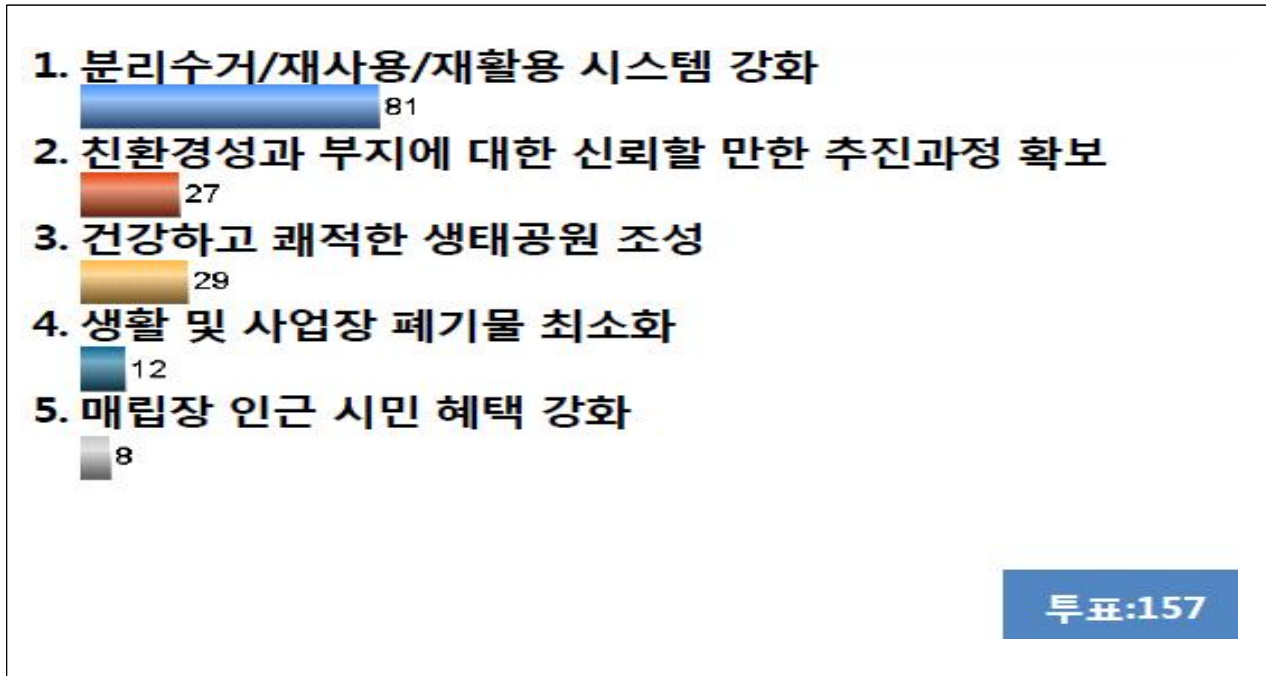 1. 분리수거/재사용/재활용 시스템 강화
81
2. 친환경성과 부지에 대한 신뢰할 만한 추진과정 확보
27
3. 건강하고 쾌적한 생태공원 조성
29
4. 생활 및 사업장 폐기물 최소화
12
5. 매립장 인근 시민 혜택 강화
8
투표:157